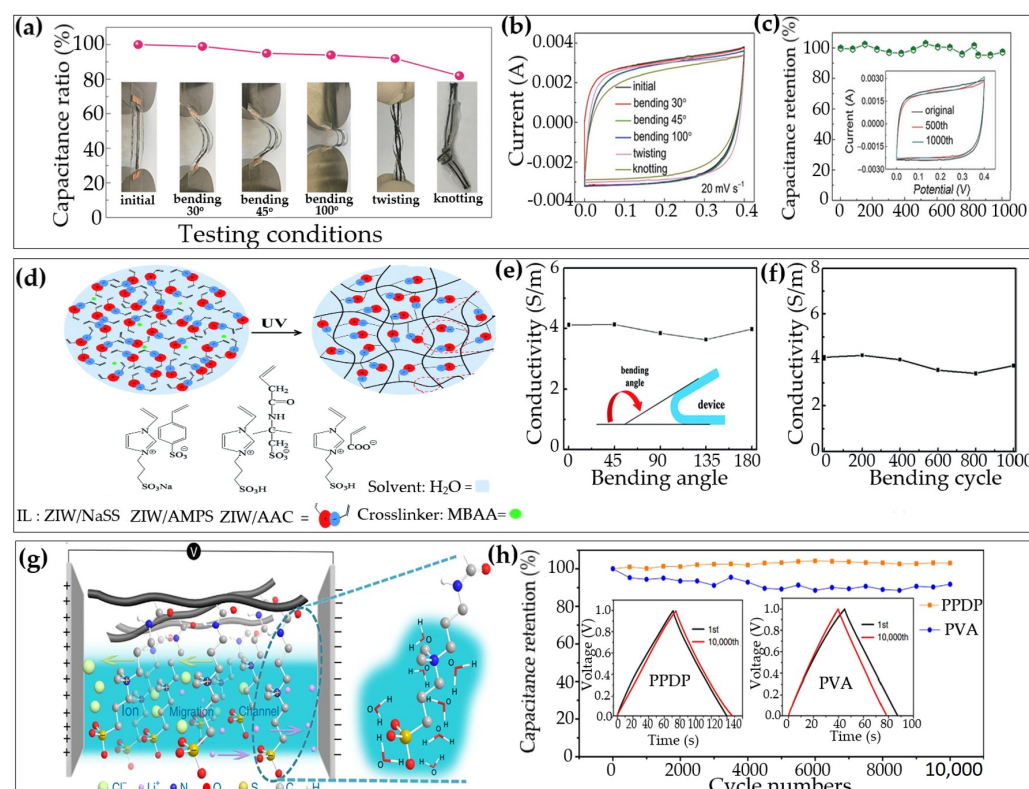 (a)
Capacitance ratio (%)
100
80
60
40
20
0
initial
bending 30°
bending 45°
bending 100°
twisting
knotting
Testing conditions
(b)
Current (A)
0.004
0.002
0.000
-0.002
-0.004
initial
bending 30°
bending 45°
bending 100°
twisting
knotting
20 mV s⁻¹
0.0 0.1 0.2 0.3 0.4
(c)
Capacitance retention (%)
100
80
60
40
20
0
Current (A)
0.0030
0.0015
0.0000
-0.0015
-0.0030
original
500th
1000th
0.0 0.1 0.2 0.3 0.4
Potential (V)
0 200 400 600 800 1000
(d)
UV
CH₂
C=O
NH
CH₂
SO₃
SO₃
COO⁻
SO₃Na
SO₃H
SO₃H
Solvent: H₂O =
IL : ZIW/NaSS ZIW/AMPS ZIW/AAC =
Crosslinker: MBAA=
(e)
Conductivity (S/m)
8
6
4
2
0
bending
angle
device
0 45 90 135 180
Bending angle
(f)
Conductivity (S/m)
8
6
4
2
0
0 200 400 600 800 1000
Bending cycle
(g)
V
Ion Migration Channel
Cl⁻ Li⁺ N O S C H
(h)
Capacitance retention (%)
100
80
60
40
20
0
PPDP
PVA
Voltage (V)
1.0
0.8
0.6
0.4
0.2
0.0
1st
10,000th
PPDP
20 40 60 80 100 120 140
Time (s)
Voltage (V)
1.0
0.8
0.6
0.4
0.2
0.0
1st
10,000th
PVA
0 20 40 60 80 100
Time (s)
0 2000 4000 6000 8000 10,000
Cycle numbers